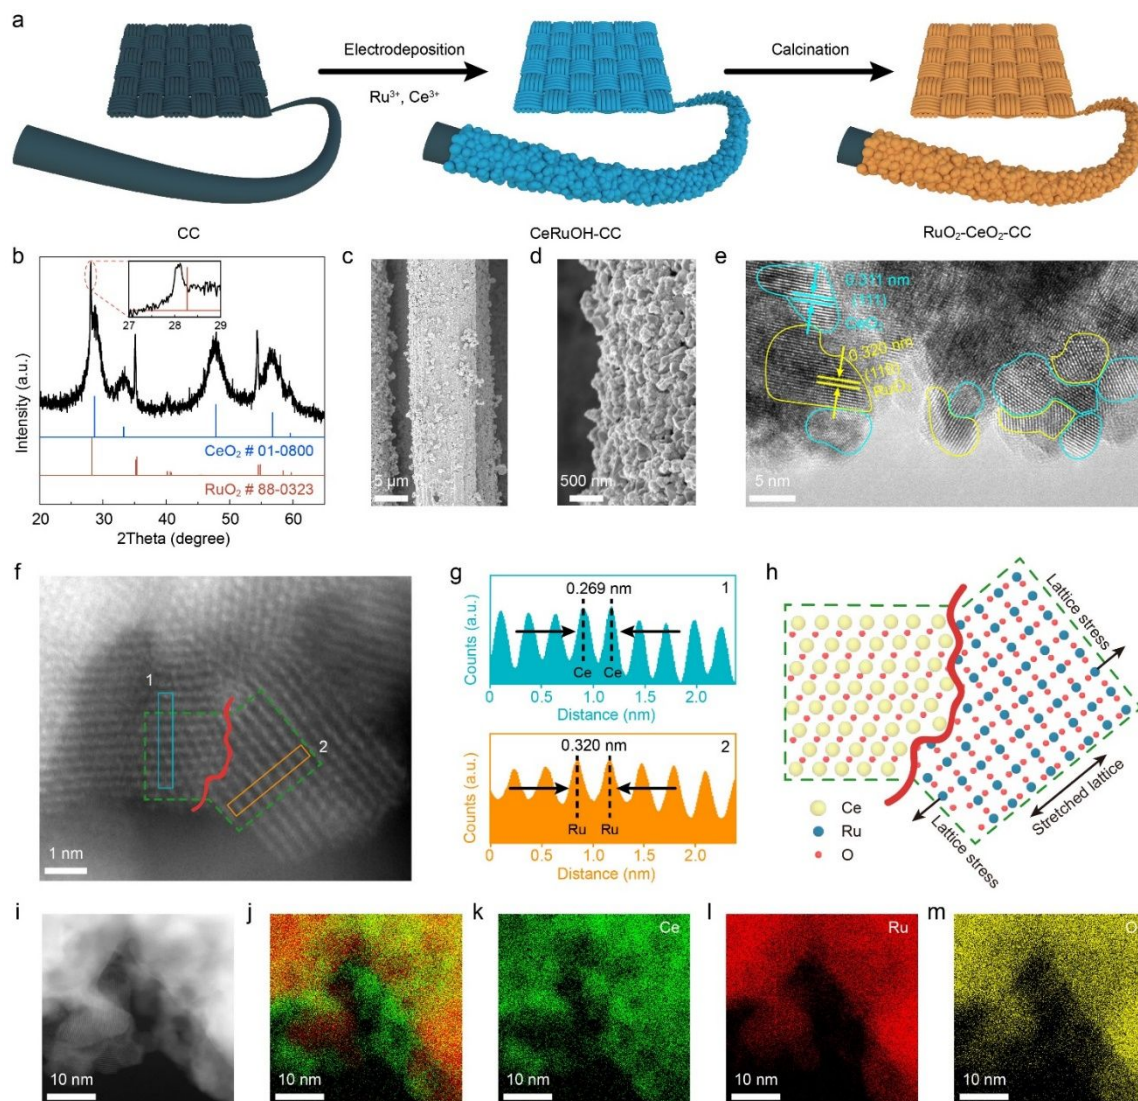 a
Electrodeposition
Ru³⁺, Ce³⁺
Calcination
CC
CeRuOH-CC
RuO₂-CeO₂-CC
b
Intensity (a.u.)
27 28 29
CeO₂ # 01-0800
RuO₂ # 88-0323
20 30 40 50 60
2Theta (degree)
c
5 μm
d
500 nm
e
0.311 nm
(111)
CeO₂
0.320 nm
(110)
RuO₂
5 nm
f
1
2
1 nm
g
0.269 nm
1
Counts (a.u.)
Ce Ce
0 0.5 1.0 1.5 2.0
Distance (nm)
0.320 nm
2
Counts (a.u.)
Ru Ru
0 0.5 1.0 1.5 2.0
Distance (nm)
h
Lattice stress
Stretched lattice
Lattice stress
Ce
Ru
O
i
10 nm
j
10 nm
k
Ce
10 nm
l
Ru
10 nm
m
O
10 nm